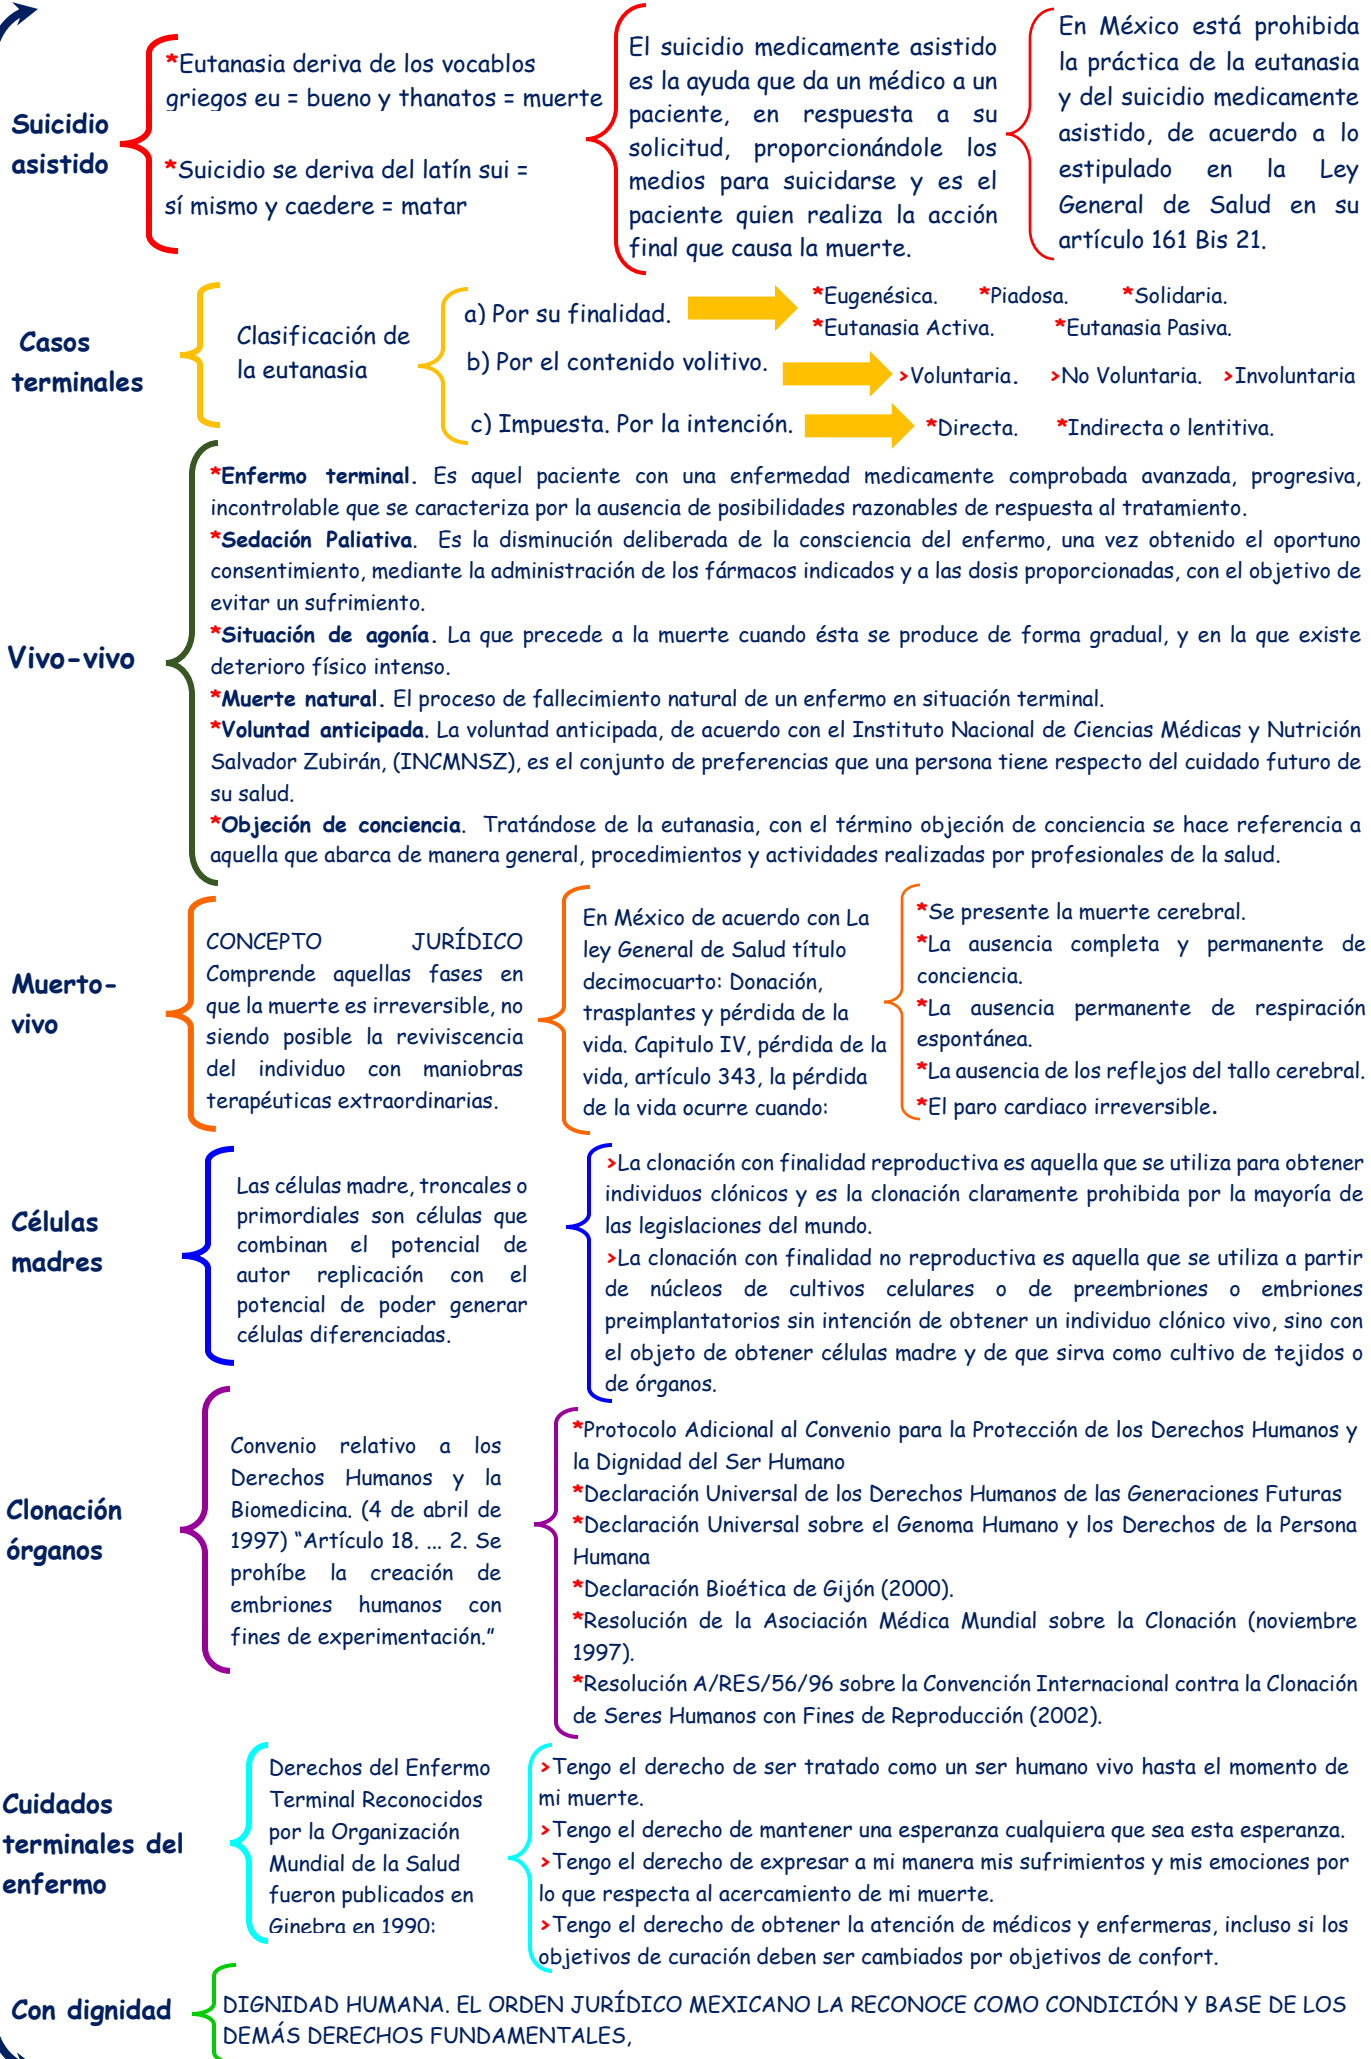 Suicidio
asistido
*Eutanasia deriva de los vocablos
griegos eu = bueno y thanatos = muerte
*Suicidio se deriva del latín sui =
sí mismo y caedere = matar
El suicidio medicamente asistido
es la ayuda que da un médico a un
paciente, en respuesta a su
solicitud, proporcionándole los
medios para suicidarse y es el
paciente quien realiza la acción
final que causa la muerte.
En México está prohibida
la práctica de la eutanasia
y del suicidio medicamente
asistido, de acuerdo a lo
estipulado en la Ley
General de Salud en su
artículo 161 Bis 21.
Casos
terminales
Clasificación de
la eutanasia
a) Por su finalidad.
*Eugenésica. *Piadosa. *Solidaria.
*Eutanasia Activa. *Eutanasia Pasiva.
b) Por el contenido volitivo.
>Voluntaria. >No Voluntaria. >Involuntaria
c) Impuesta. Por la intención.
*Directa. *Indirecta o lentitiva.
Vivo-vivo
*Enfermo terminal. Es aquel paciente con una enfermedad medicamente comprobada avanzada, progresiva,
incontrolable que se caracteriza por la ausencia de posibilidades razonables de respuesta al tratamiento.
*Sedación Paliativa. Es la disminución deliberada de la consciencia del enfermo, una vez obtenido el oportuno
consentimiento, mediante la administración de los fármacos indicados y a las dosis proporcionadas, con el objetivo de
evitar un sufrimiento.
*Situación de agonía. La que precede a la muerte cuando ésta se produce de forma gradual, y en la que existe
deterioro físico intenso.
*Muerte natural. El proceso de fallecimiento natural de un enfermo en situación terminal.
*Voluntad anticipada. La voluntad anticipada, de acuerdo con el Instituto Nacional de Ciencias Médicas y Nutrición
Salvador Zubirán, (INCMNSZ), es el conjunto de preferencias que una persona tiene respecto del cuidado futuro de
su salud.
*Objeción de conciencia. Tratándose de la eutanasia, con el término objeción de conciencia se hace referencia a
aquella que abarca de manera general, procedimientos y actividades realizadas por profesionales de la salud.
Muerto-
vivo
CONCEPTO JURÍDICO
Comprende aquellas fases en
que la muerte es irreversible, no
siendo posible la reviviscencia
del individuo con maniobras
terapéuticas extraordinarias.
En México de acuerdo con La
ley General de Salud título
decimocuarto: Donación,
trasplantes y pérdida de la
vida. Capitulo IV, pérdida de la
vida, artículo 343, la pérdida
de la vida ocurre cuando:
*Se presente la muerte cerebral.
*La ausencia completa y permanente de
conciencia.
*La ausencia permanente de respiración
espontánea.
*La ausencia de los reflejos del tallo cerebral.
*El paro cardiaco irreversible.
Células
madres
Las células madre, troncales o
primordiales son células que
combinan el potencial de
autor replicación con el
potencial de poder generar
células diferenciadas.
>La clonación con finalidad reproductiva es aquella que se utiliza para obtener
individuos clónicos y es la clonación claramente prohibida por la mayoría de
las legislaciones del mundo.
>La clonación con finalidad no reproductiva es aquella que se utiliza a partir
de núcleos de cultivos celulares o de preembriones o embriones
preimplantatorios sin intención de obtener un individuo clónico vivo, sino con
el objeto de obtener células madre y de que sirva como cultivo de tejidos o
de órganos.
Clonación
órganos
Convenio relativo a los
Derechos Humanos y la
Biomedicina. (4 de abril de
1997) “Artículo 18. ... 2. Se
prohíbe la creación de
embriones humanos con
fines de experimentación.”
*Protocolo Adicional al Convenio para la Protección de los Derechos Humanos y
la Dignidad del Ser Humano
*Declaración Universal de los Derechos Humanos de las Generaciones Futuras
*Declaración Universal sobre el Genoma Humano y los Derechos de la Persona
Humana
*Declaración Bioética de Gijón (2000).
*Resolución de la Asociación Médica Mundial sobre la Clonación (noviembre
1997).
*Resolución A/RES/56/96 sobre la Convención Internacional contra la Clonación
de Seres Humanos con Fines de Reproducción (2002).
Cuidados
terminales del
enfermo
Derechos del Enfermo
Terminal Reconocidos
por la Organización
Mundial de la Salud
fueron publicados en
Ginebra en 1990:
>Tengo el derecho de ser tratado como un ser humano vivo hasta el momento de
mi muerte.
>Tengo el derecho de mantener una esperanza cualquiera que sea esta esperanza.
>Tengo el derecho de expresar a mi manera mis sufrimientos y mis emociones por
lo que respecta al acercamiento de mi muerte.
>Tengo el derecho de obtener la atención de médicos y enfermeras, incluso si los
objetivos de curación deben ser cambiados por objetivos de confort.
Con dignidad
DIGNIDAD HUMANA. EL ORDEN JURÍDICO MEXICANO LA RECONOCE COMO CONDICIÓN Y BASE DE LOS
DEMÁS DERECHOS FUNDAMENTALES,